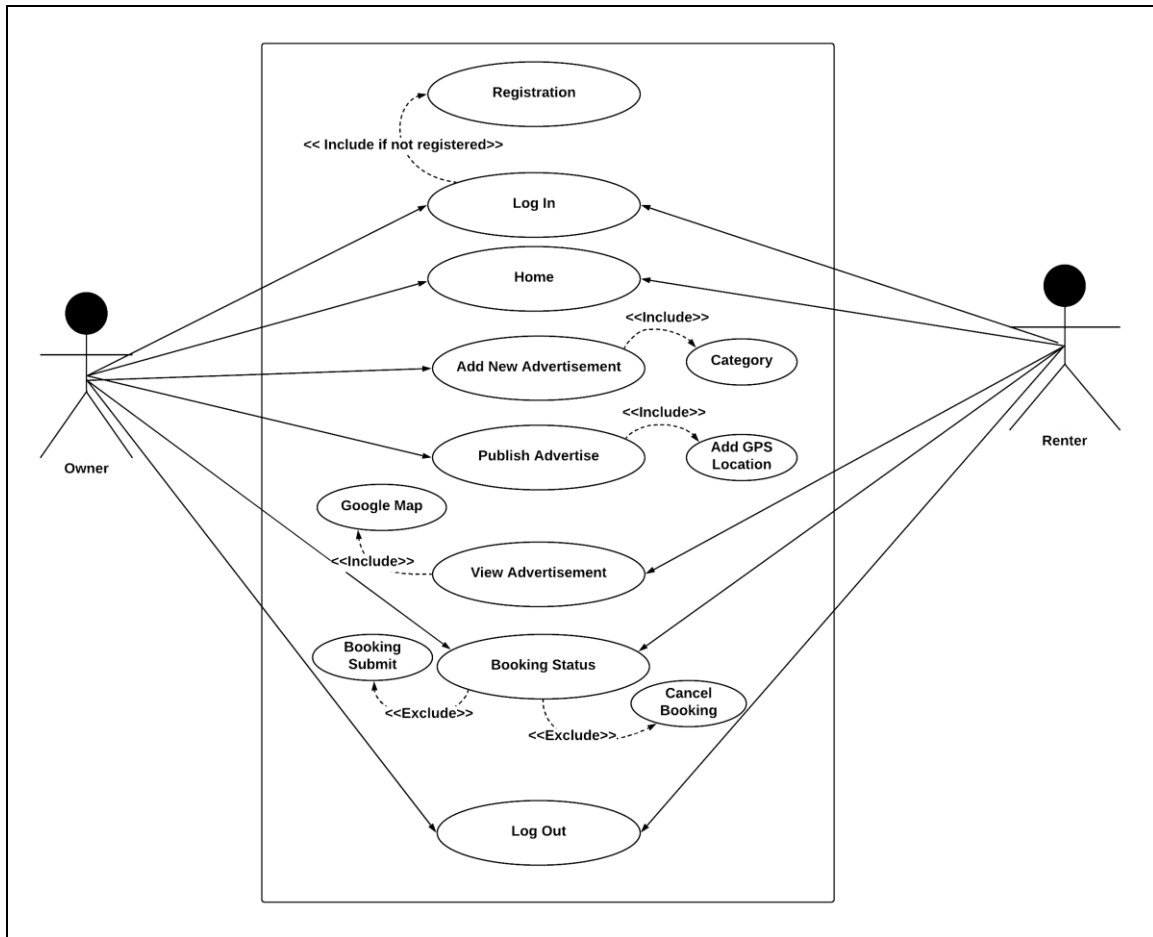 Registration
<< Include if not registered>>
Log In
Home
<<Include>>
Add New Advertisement
Category
<<Include>>
Publish Advertise
Add GPS
Location
Owner
Renter
Google Map
<<Include>>
View Advertisement
Booking
Submit
Booking Status
Cancel
Booking
<<Exclude>>
<<Exclude>>
Log Out